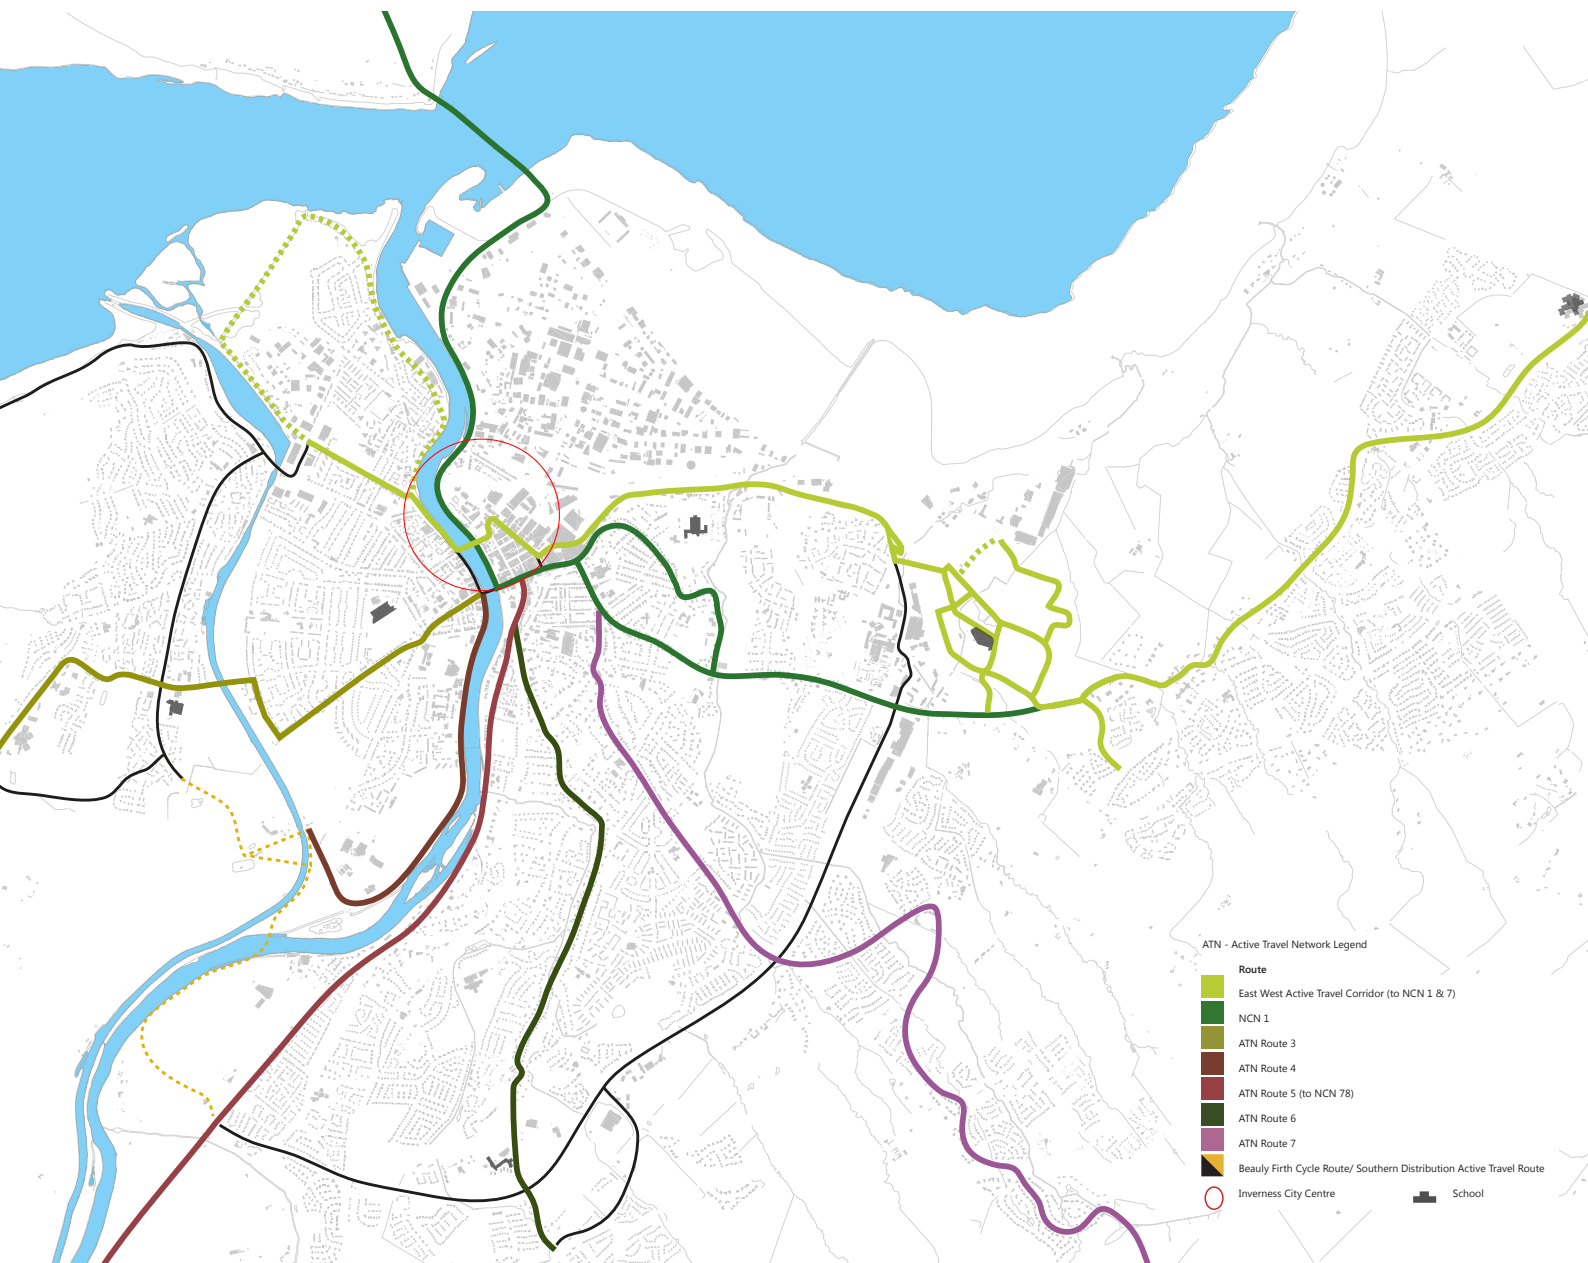 ATN - Active Travel Network Legend
Route
East West Active Travel Corridor (to NCN 1 & 7)
NCN 1
ATN Route 3
ATN Route 4
ATN Route 5 (to NCN 78)
ATN Route 6
ATN Route 7
Beauly Firth Cycle Route/ Southern Distribution Active Travel Route
Inverness City Centre
School